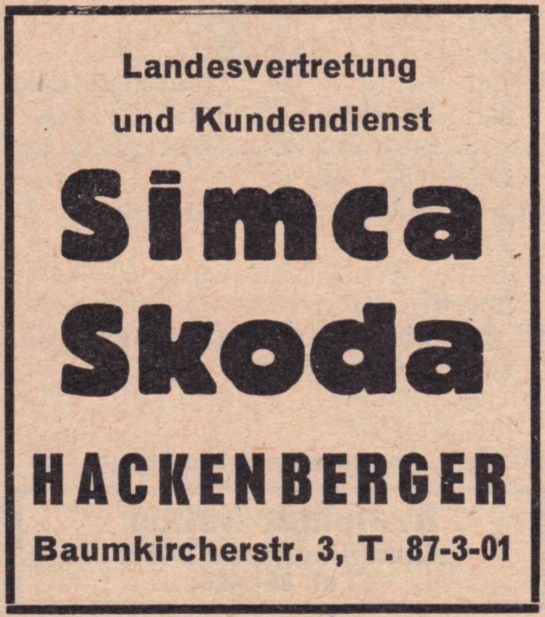 Landesvertretung
und Kundendienst
Simca
Skoda
HACKENBERGER
Baumkircherstr. 3, T. 87-3-01